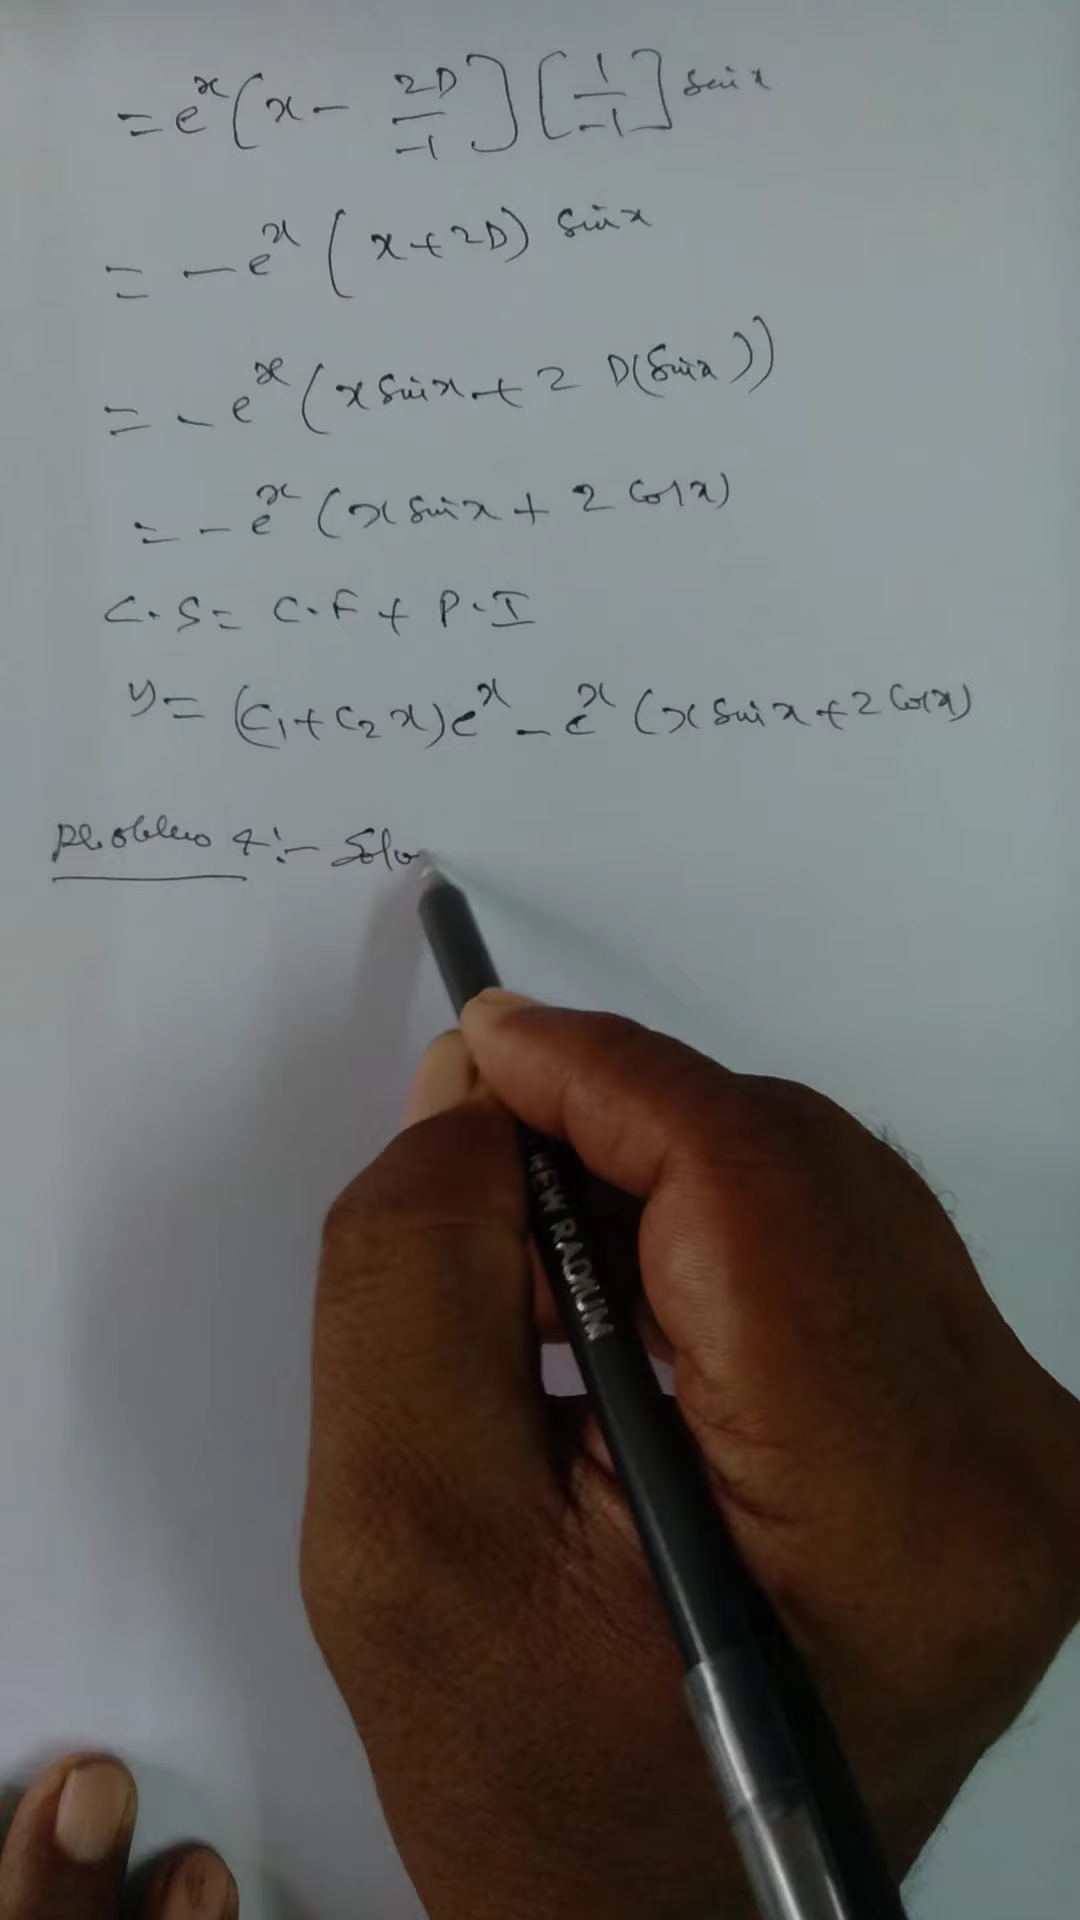 = e^x (x - 2D/-1] [1/-1] sin x
= -e^x (x+2D) sin x
= -e^x (x sin x + 2 D(sin x))
= -e^x (x sin x + 2 cos x)
C.S = C.F + P.I
y = (c₁+c₂x)e^x - e^x (x sin x + 2 cos x)
Problem 4:- Solv
NEW RADIUM